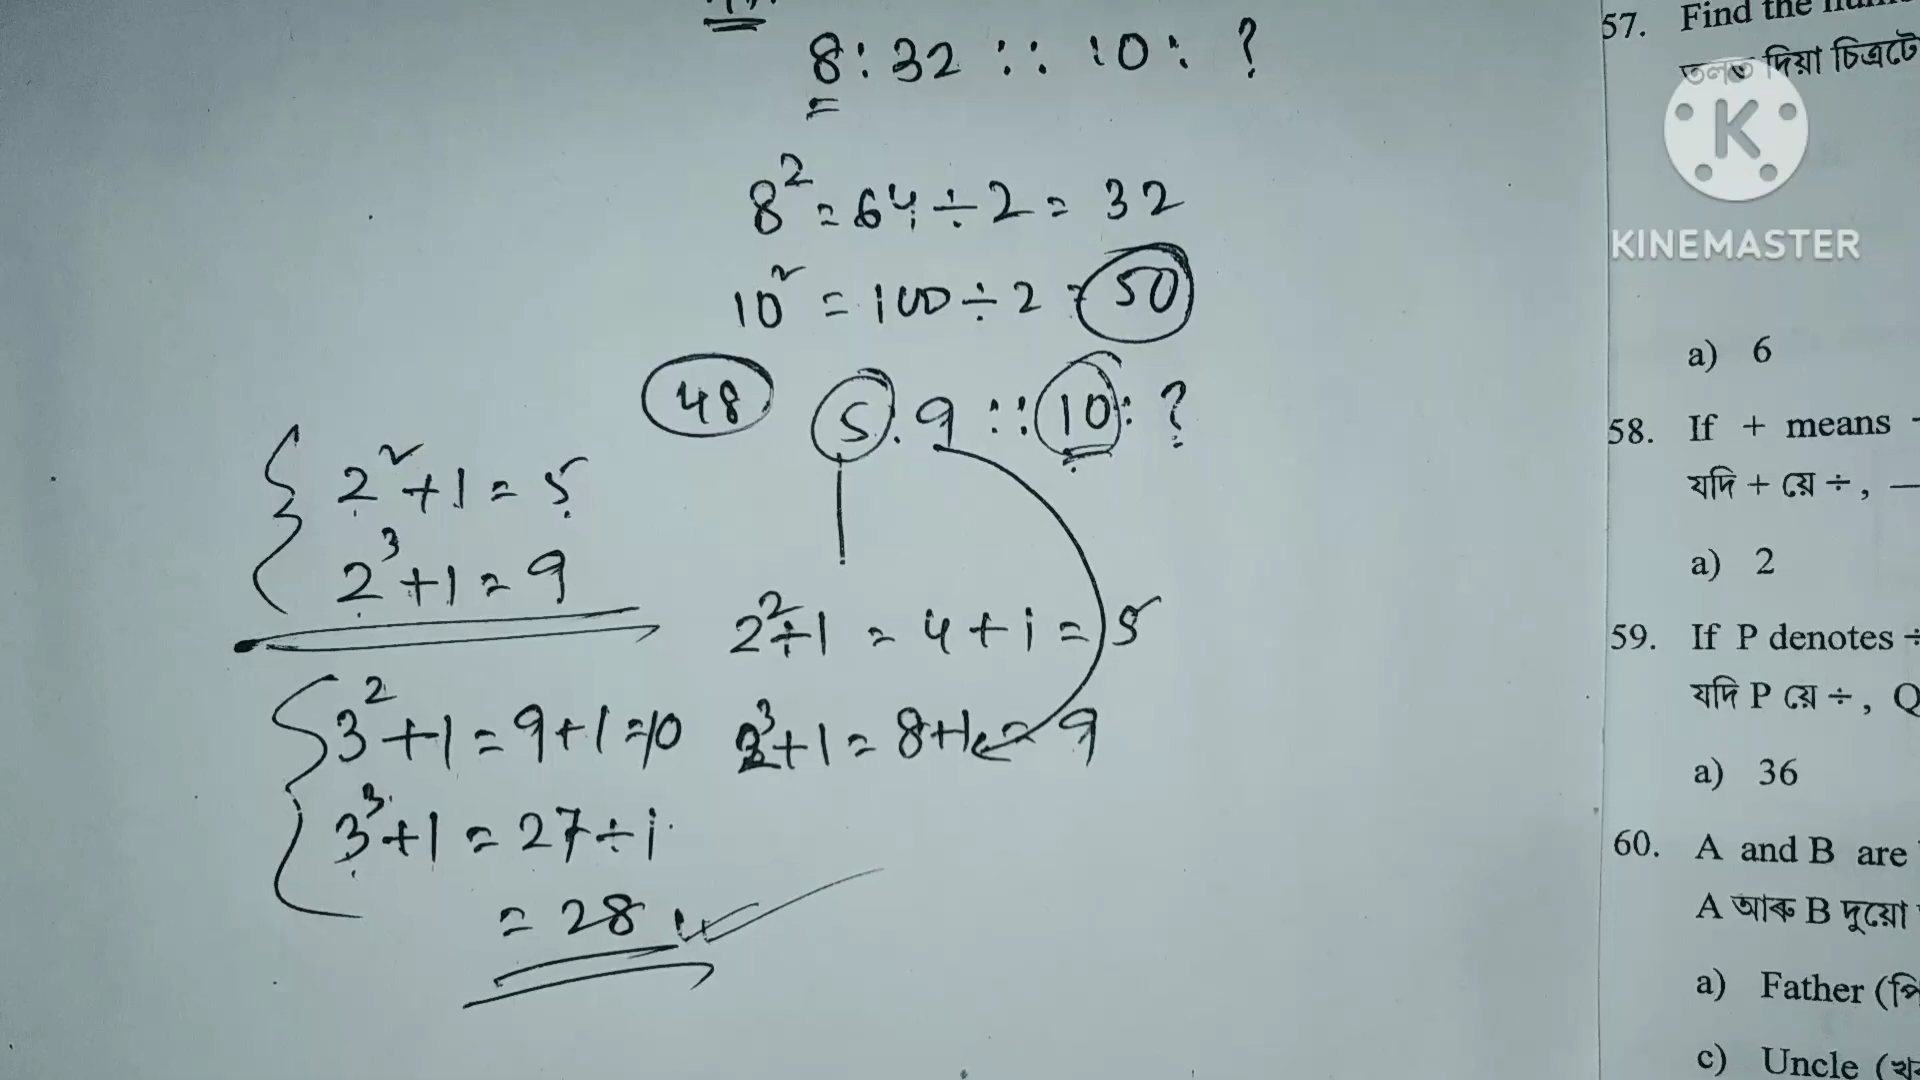 8 : 32 :: 10 : ?
8² = 64 ÷ 2 = 32
10² = 100 ÷ 2 = 50
48 5 : 9 :: 10 : ?
2² + 1 = 5
2³ + 1 = 9
2² + 1 = 4 + 1 = 5
2³ + 1 = 8 + 1 = 9
3² + 1 = 9 + 1 = 10
3³ + 1 = 27 + 1
= 28
57. Find the
দিয়া চিত্ৰটো
K
KINEMASTER
a) 6
58. If + means
যদি + য়ে ÷, —
a) 2
59. If P denotes ÷
যদি P য়ে ÷, Q
a) 36
60. A and B are
A আৰু B দুয়ো
a) Father (পি
c) Uncle (খ